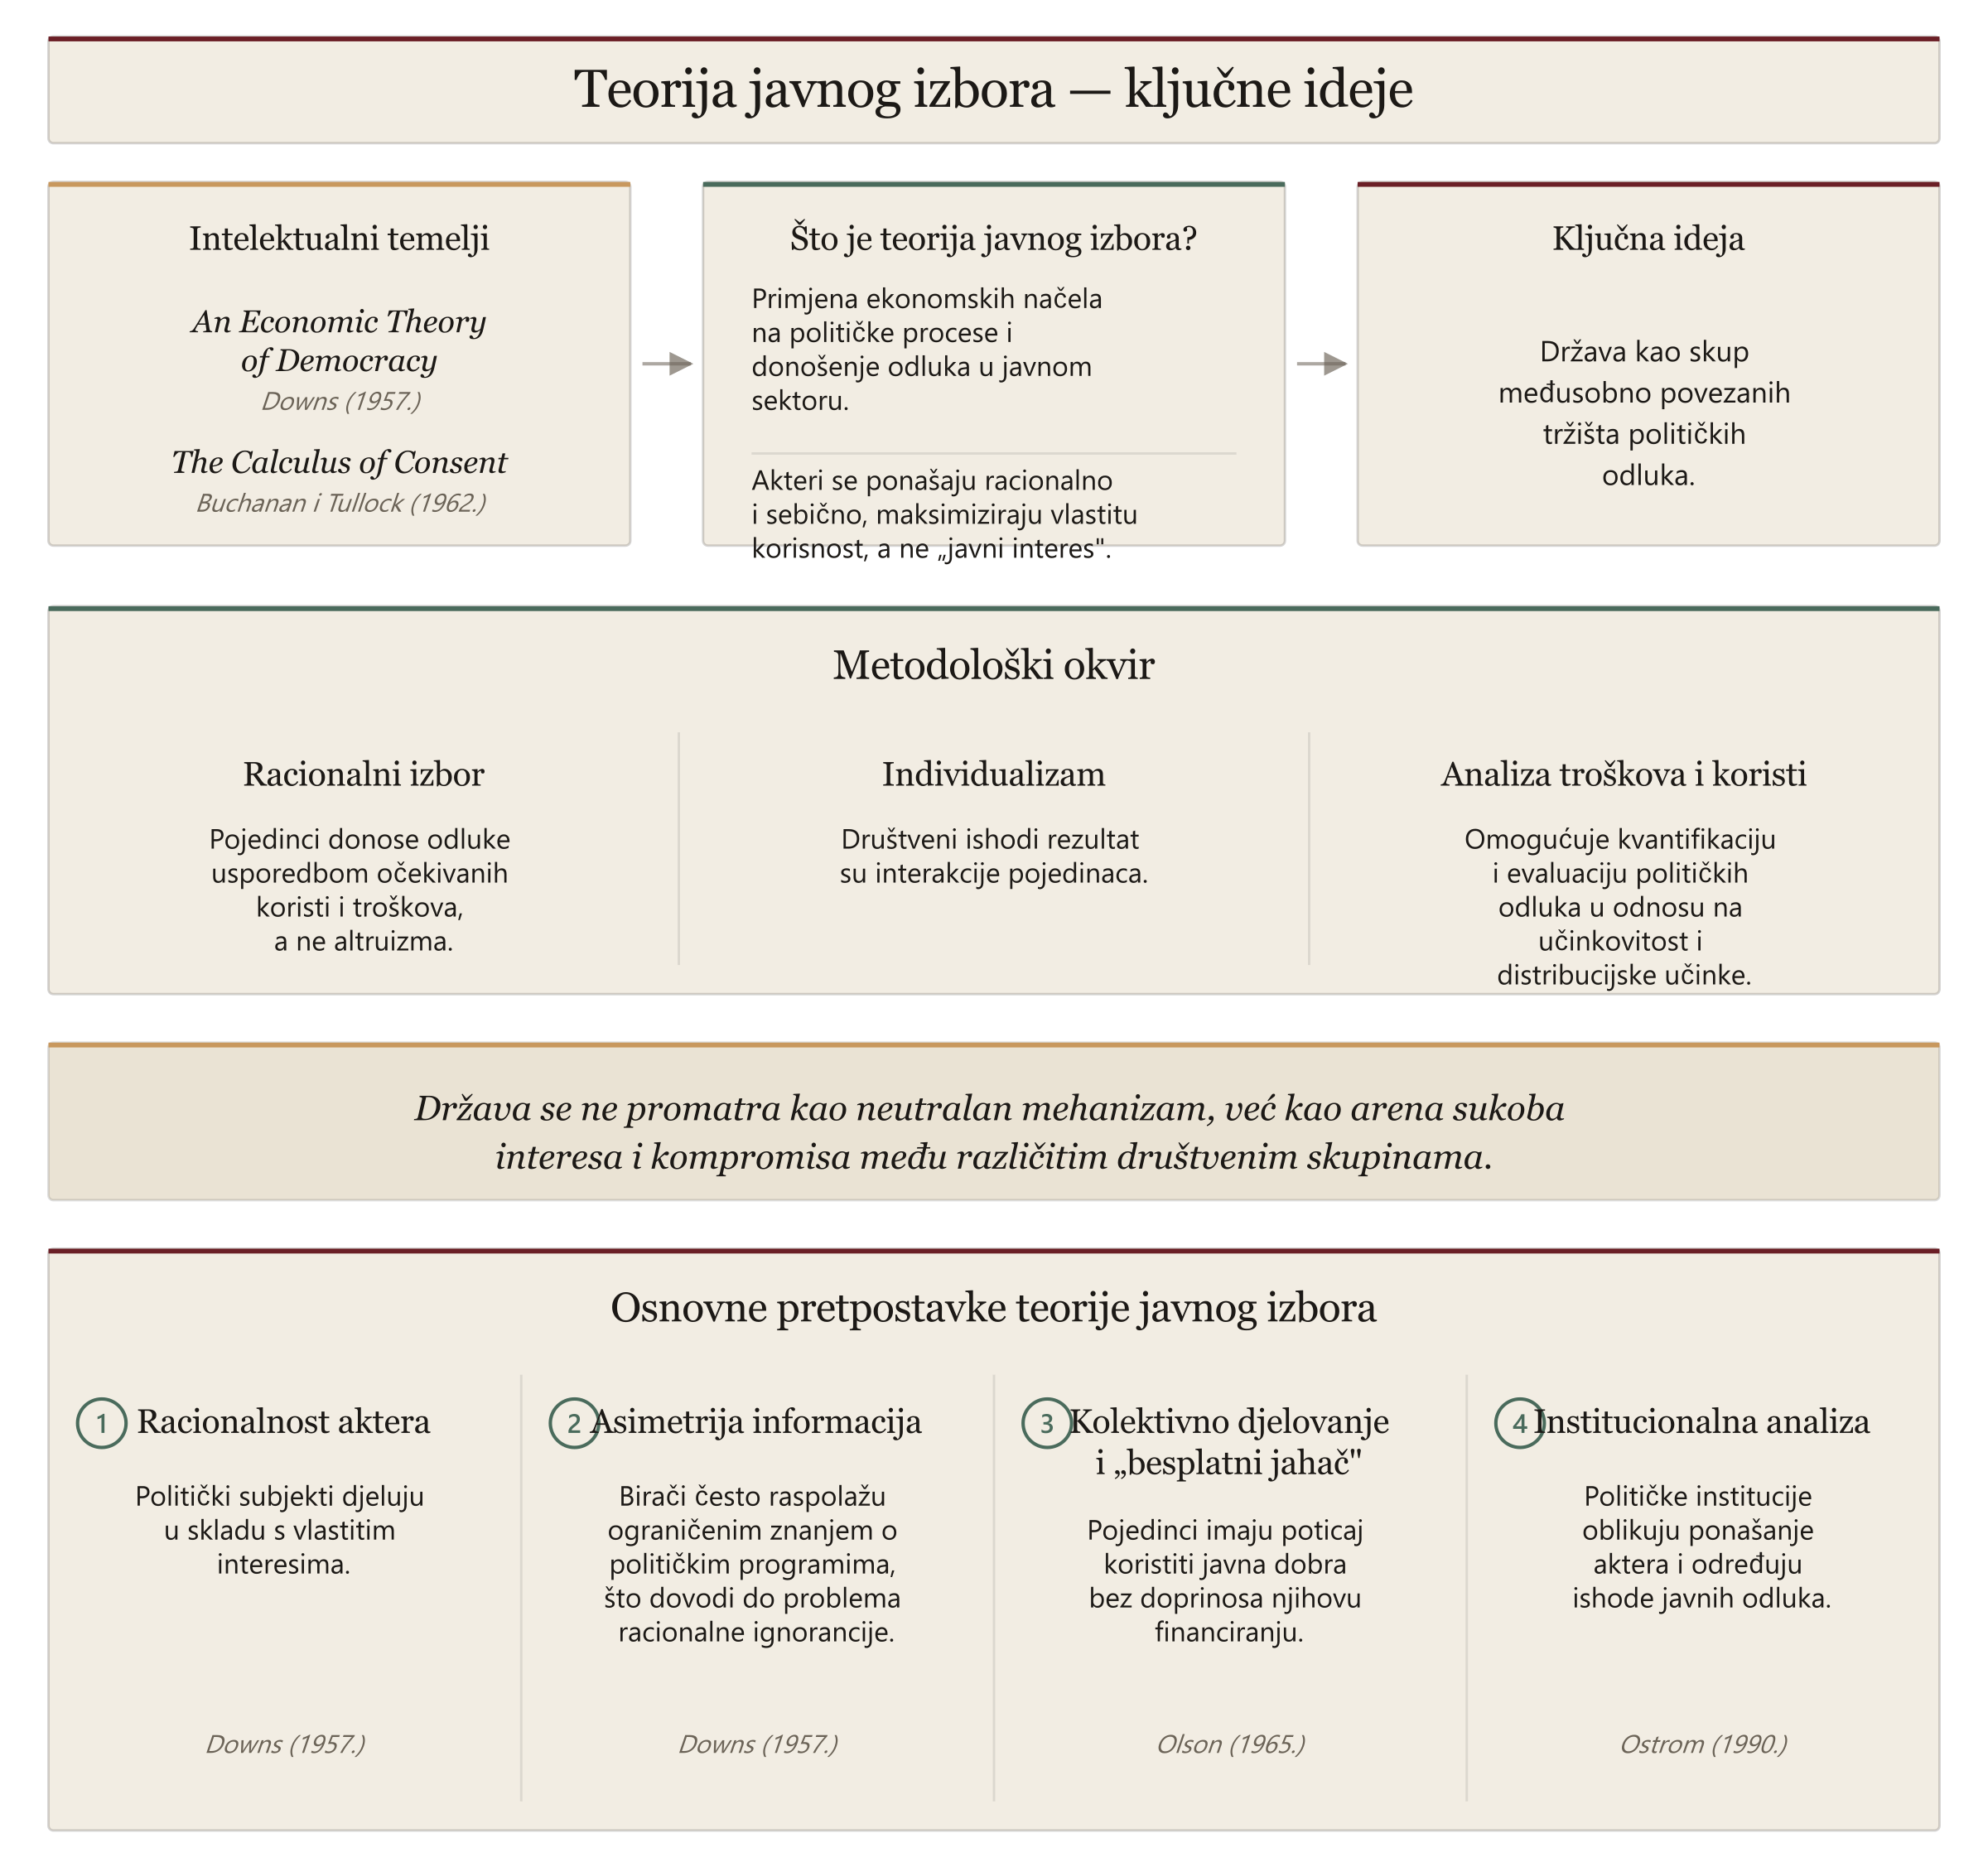 Teorija javnog izbora — ključne ideje
Intelektualni temelji
An Economic Theory
of Democracy
Downs (1957.)
The Calculus of Consent
Buchanan i Tullock (1962.)
Što je teorija javnog izbora?
Primjena ekonomskih načela
na političke procese i
donošenje odluka u javnom
sektoru.
Akteri se ponašaju racionalno
i sebično, maksimiziraju vlastitu
korisnost, a ne „javni interes".
Ključna ideja
Država kao skup
međusobno povezanih
tržišta političkih
odluka.
Metodološki okvir
Racionalni izbor
Pojedinci donose odluke
usporedbom očekivanih
koristi i troškova,
a ne altruizma.
Individualizam
Društveni ishodi rezultat
su interakcije pojedinaca.
Analiza troškova i koristi
Omogućuje kvantifikaciju
i evaluaciju političkih
odluka u odnosu na
učinkovitost i
distribucijske učinke.
Država se ne promatra kao neutralan mehanizam, već kao arena sukoba
interesa i kompromisa među različitim društvenim skupinama.
Osnovne pretpostavke teorije javnog izbora
1 Racionalnost aktera
Politički subjekti djeluju
u skladu s vlastitim
interesima.
Downs (1957.)
2 Asimetrija informacija
Birači često raspolažu
ograničenim znanjem o
političkim programima,
što dovodi do problema
racionalne ignorancije.
Downs (1957.)
3 Kolektivno djelovanje
i „besplatni jahač"
Pojedinci imaju poticaj
koristiti javna dobra
bez doprinosa njihovu
financiranju.
Olson (1965.)
4 Institucionalna analiza
Političke institucije
oblikuju ponašanje
aktera i određuju
ishode javnih odluka.
Ostrom (1990.)